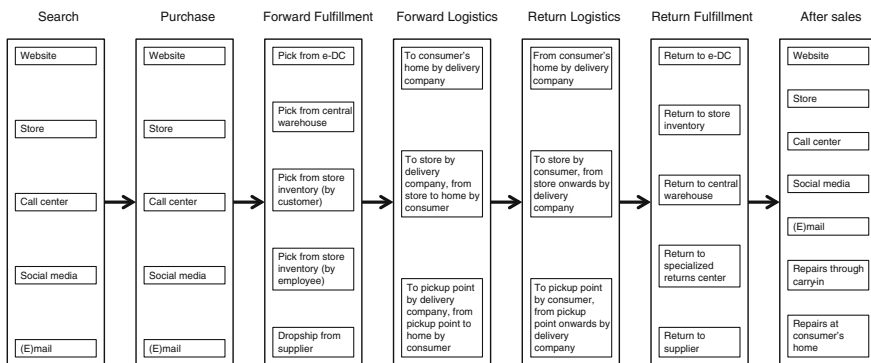 Search
Purchase
Forward Fulfillment
Forward Logistics
Return Logistics
Return Fulfillment
After sales
Website
Store
Call center
Social media
(E)mail
Website
Store
Call center
Social media
(E)mail
Pick from e-DC
Pick from central
warehouse
Pick from store
inventory (by
customer)
Pick from store
inventory (by
employee)
Dropship from
supplier
To consumer's
home by delivery
company
To store by
delivery
company, from
store to home by
consumer
To pickup point
by delivery
company, from
pickup point to
home by
consumer
From consumer's
home by delivery
company
To store by
consumer, from
store onwards by
delivery
company
To pickup point
by consumer,
from pickup
point onwards by
delivery
company
Return to e-DC
Return to store
inventory
Return to central
warehouse
Return to
specialized
returns center
Return to
supplier
Website
Store
Call center
Social media
(E)mail
Repairs through
carry-in
Repairs at
consumer's
home